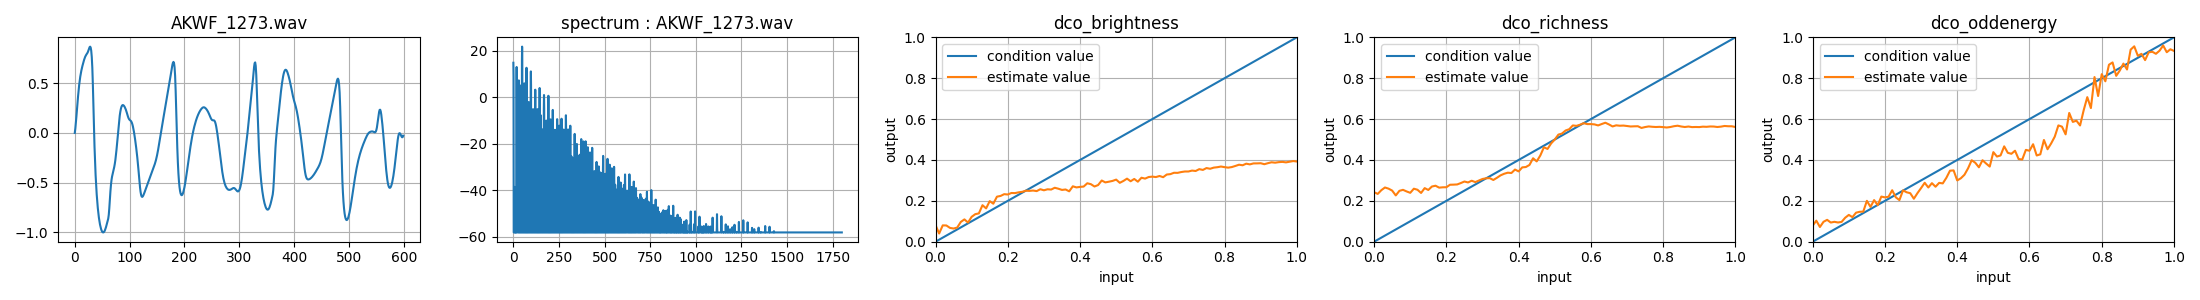 AKWF_1273.wav
0.5
0.0
−0.5
−1.0
0 100 200 300 400 500 600
spectrum : AKWF_1273.wav
20
0
−20
−40
−60
0 250 500 750 1000 1250 1500 1750
dco_brightness
condition value
estimate value
output
1.0
0.8
0.6
0.4
0.2
0.0
0.0 0.2 0.4 0.6 0.8 1.0
input
dco_richness
condition value
estimate value
output
1.0
0.8
0.6
0.4
0.2
0.0
0.0 0.2 0.4 0.6 0.8 1.0
input
dco_oddenergy
condition value
estimate value
output
1.0
0.8
0.6
0.4
0.2
0.0
0.0 0.2 0.4 0.6 0.8 1.0
input